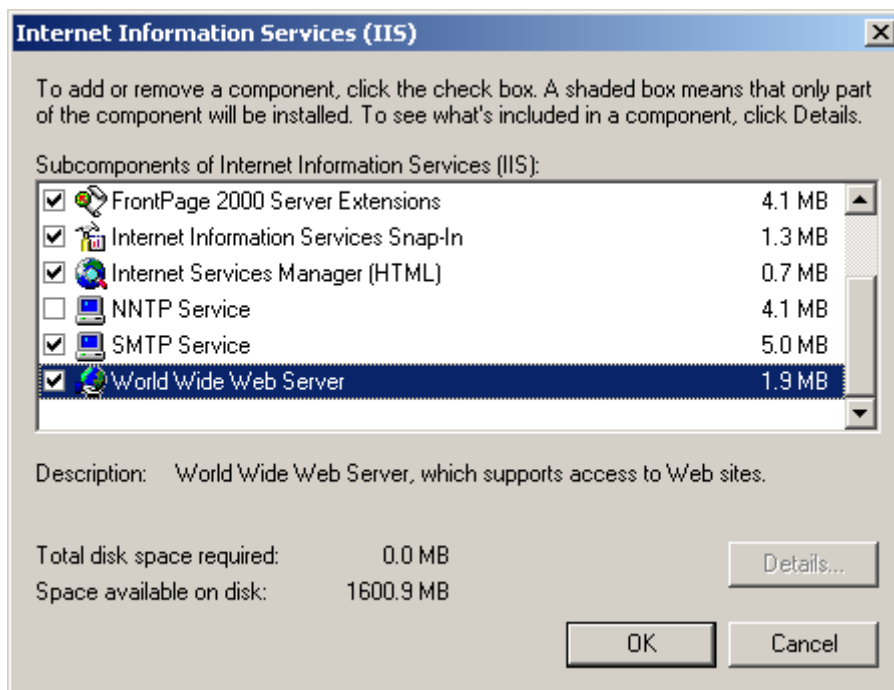 Internet Information Services (IIS)
To add or remove a component, click the check box. A shaded box means that only part
of the component will be installed. To see what's included in a component, click Details.
Subcomponents of Internet Information Services (IIS):
FrontPage 2000 Server Extensions 4.1 MB
Internet Information Services Snap-In 1.3 MB
Internet Services Manager (HTML) 0.7 MB
NNTP Service 4.1 MB
SMTP Service 5.0 MB
World Wide Web Server 1.9 MB
Description: World Wide Web Server, which supports access to Web sites.
Total disk space required: 0.0 MB
Space available on disk: 1600.9 MB
Details...
OK Cancel